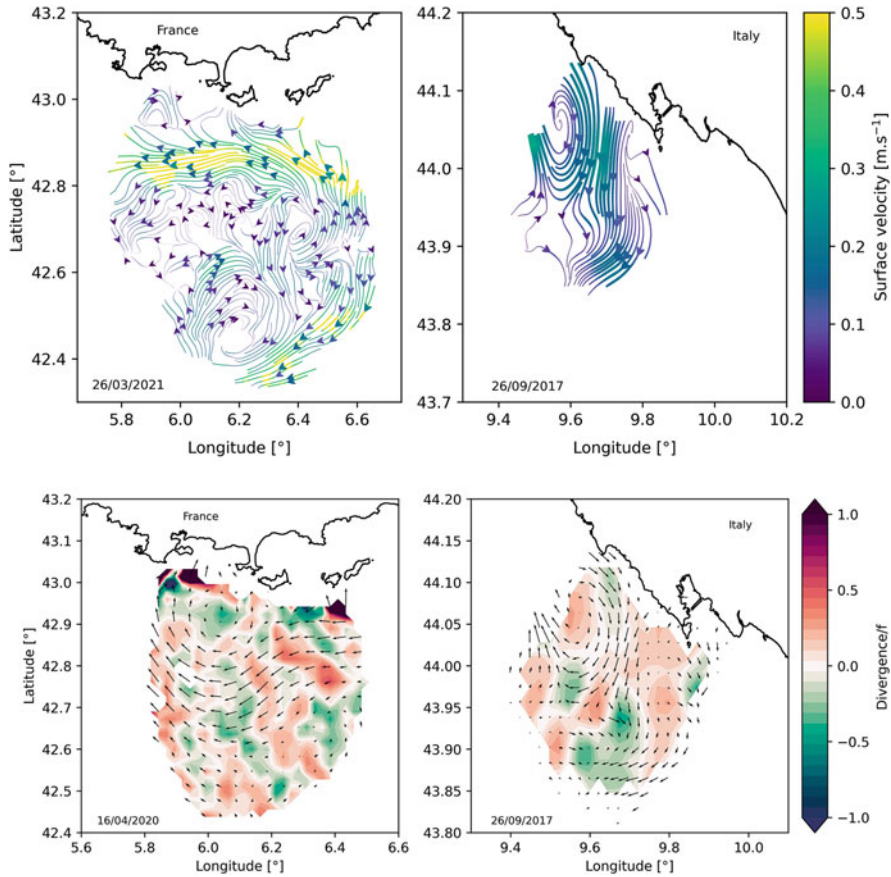 43.2
43.0
42.8
42.6
42.4
Latitude [°]
France
26/03/2021
5.8 6.0 6.2 6.4 6.6
Longitude [°]
44.2
44.1
44.0
43.9
43.8
43.7
Italy
26/09/2017
9.4 9.6 9.8 10.0 10.2
Longitude [°]
0.5
0.4
0.3
0.2
0.1
0.0
Surface velocity [m.s⁻¹]
43.2
43.1
43.0
42.9
42.8
42.7
42.6
42.5
42.4
Latitude [°]
France
16/04/2020
5.6 5.8 6.0 6.2 6.4 6.6
Longitude [°]
44.20
44.15
44.10
44.05
44.00
43.95
43.90
43.85
43.80
Italy
26/09/2017
9.4 9.6 9.8 10.0
Longitude [°]
1.0
0.5
0.0
−0.5
−1.0
Divergence/f